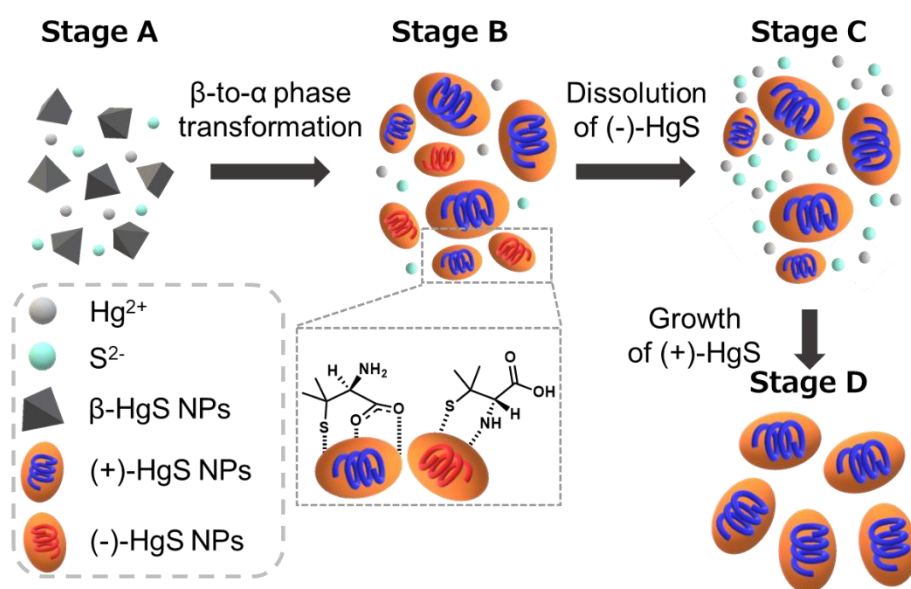 Stage A
Stage B
Stage C
β-to-α phase
transformation
Dissolution
of (-)-HgS
Hg²⁺
S²⁻
β-HgS NPs
(+)-HgS NPs
(-)-HgS NPs
H
NH₂
O
O
S
O
OH
H
S
NH
Growth
of (+)-HgS
Stage D